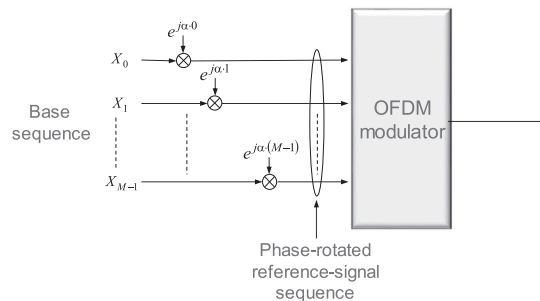 e^{jα·0}
X_0
e^{jα·1}
X_1
Base
sequence
OFDM
modulator
e^{jα·(M−1)}
X_{M−1}
Phase-rotated
reference-signal
sequence